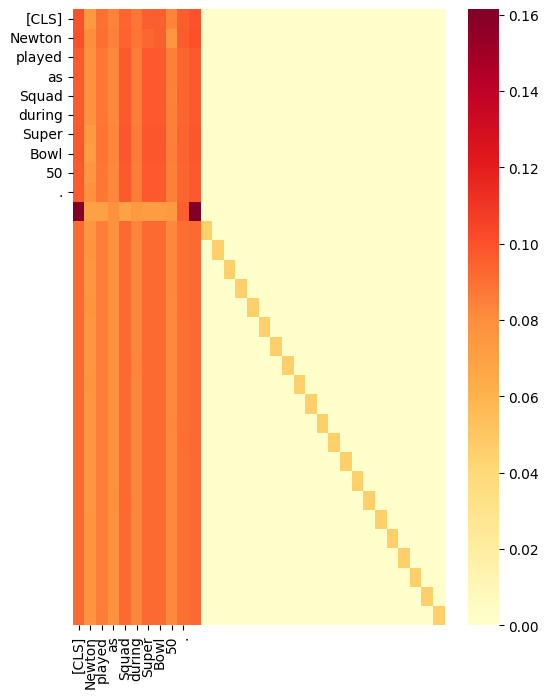 [CLS]
Newton
played
as
Squad
during
Super
Bowl
50
.
0.16
0.14
0.12
0.10
0.08
0.06
0.04
0.02
0.00
[CLS]
Newton
played
as
Squad
during
Super
Bowl
50
.